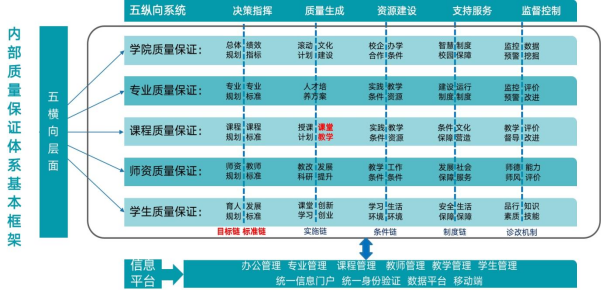 内部质量保证体系基本框架
五纵向系统 决策指挥 质量生成 资源建设 支持服务 监督控制
五横向层面
学院质量保证：
总体 绩效 滚动 文化 校企 办学 智慧 制度 监控 数据
规划 指标 计划 建设 合作 条件 校园 保障 预警 挖掘
专业质量保证：
专业 专业 人才培 实践 教学 建设 运行 监控 评价
规划 标准 养方案 条件 资源 制度 制度 预警 改进
课程质量保证：
课程 课程 授课 课堂 实践 教学 条件 文化 教学 评价
规划 标准 计划 教学 条件 资源 保障 营造 督导 改进
师资质量保证：
师资 教师 教改 发展 教学 工作 发展 社会 师德 能力
规划 标准 科研 提升 条件 条件 保障 服务 师风 评价
学生质量保证：
育人 发展 课堂 创新 学习 生活 安全 生活 品行 知识
规划 标准 学习 创业 环境 环境 保障 保障 素质 技能
目标链 标准链 实施链 条件链 制度链 诊改机制
信息平台
办公管理 专业管理 课程管理 教师管理 教学管理 学生管理
统一信息门户 统一身份验证 数据平台 移动端